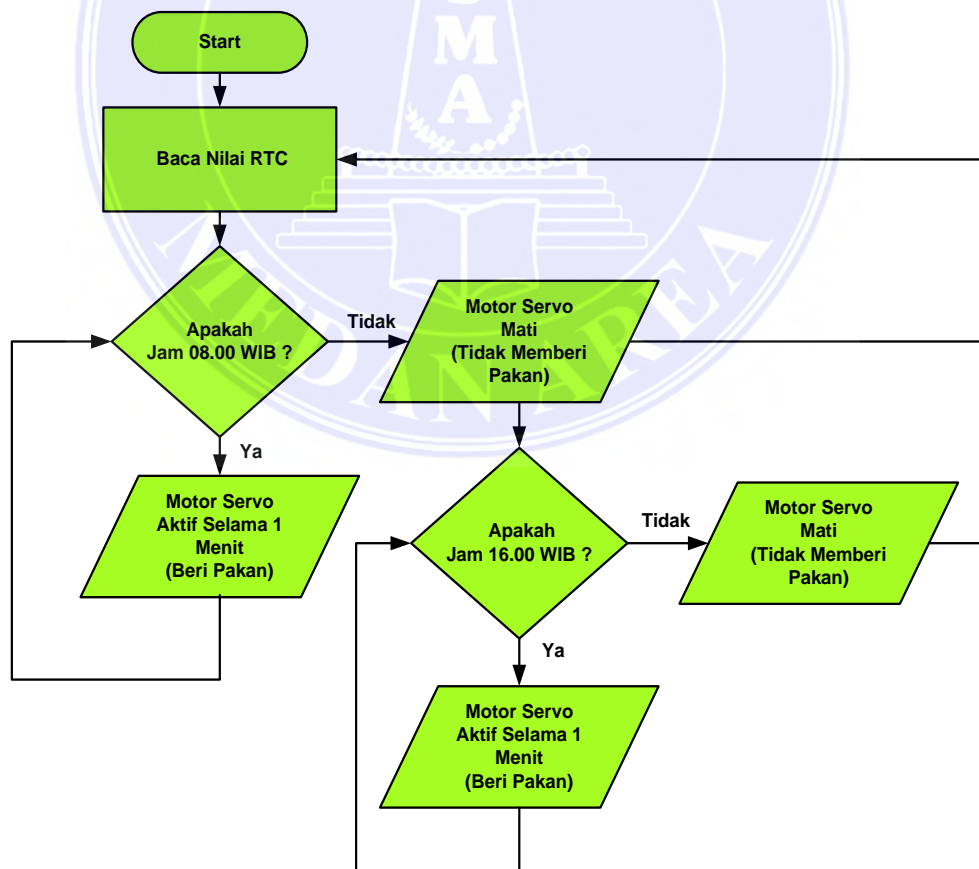 Start
M
A
Baca Nilai RTC
MEDAN AREA
Apakah
Jam 08.00 WIB ?
Tidak
Motor Servo
Mati
(Tidak Memberi
Pakan)
Ya
Motor Servo
Aktif Selama 1
Menit
(Beri Pakan)
Apakah
Jam 16.00 WIB ?
Tidak
Motor Servo
Mati
(Tidak Memberi
Pakan)
Ya
Motor Servo
Aktif Selama 1
Menit
(Beri Pakan)